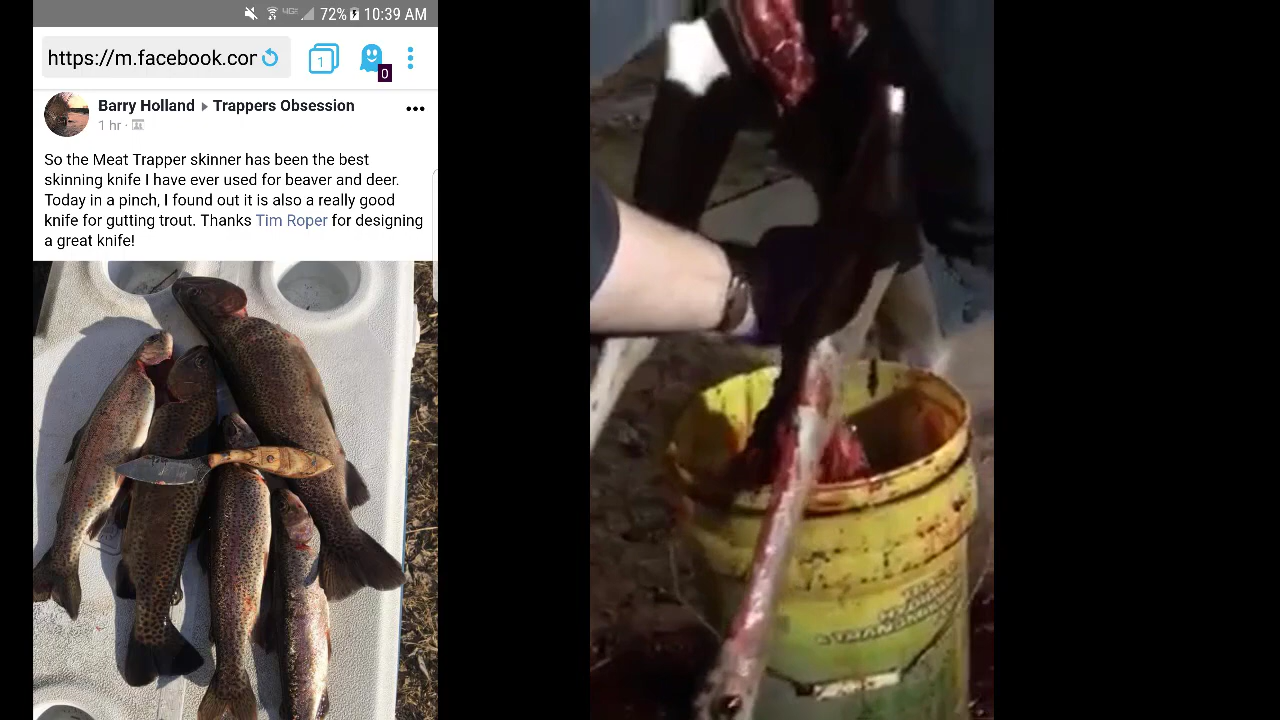 72% 10:39 AM
https://m.facebook.cor
1
0
Barry Holland ▸ Trappers Obsession
1 hr ·
So the Meat Trapper skinner has been the best
skinning knife I have ever used for beaver and deer.
Today in a pinch, I found out it is also a really good
knife for gutting trout. Thanks Tim Roper for designing
a great knife!